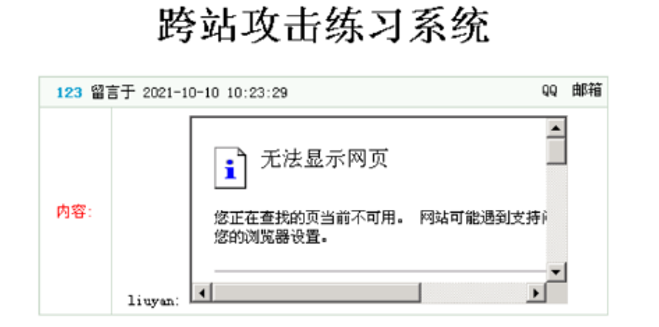 跨站攻击练习系统
123 留言于 2021-10-10 10:23:29 QQ 邮箱
无法显示网页
您正在查找的页当前不可用。 网站可能遇到支持
内容:
您的浏览器设置。
liuyan: